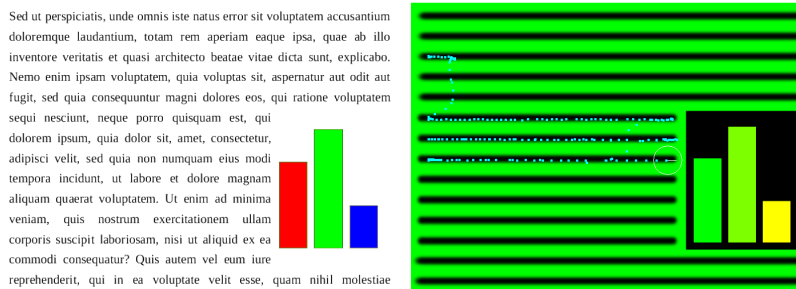 Sed ut perspiciatis, unde omnis iste natus error sit voluptatem accusantium
doloremque laudantium, totam rem aperiam eaque ipsa, quae ab illo
inventore veritatis et quasi architecto beatae vitae dicta sunt, explicabo.
Nemo enim ipsam voluptatem, quia voluptas sit, aspernatur aut odit aut
fugit, sed quia consequuntur magni dolores eos, qui ratione voluptatem
sequi nesciunt, neque porro quisquam est, qui
dolorem ipsum, quia dolor sit, amet, consectetur,
adipisci velit, sed quia non numquam eius modi
tempora incidunt, ut labore et dolore magnam
aliquam quaerat voluptatem. Ut enim ad minima
veniam, quis nostrum exercitationem ullam
corporis suscipit laboriosam, nisi ut aliquid ex ea
commodi consequatur? Quis autem vel eum iure
reprehenderit, qui in ea voluptate velit esse, quam nihil molestiae